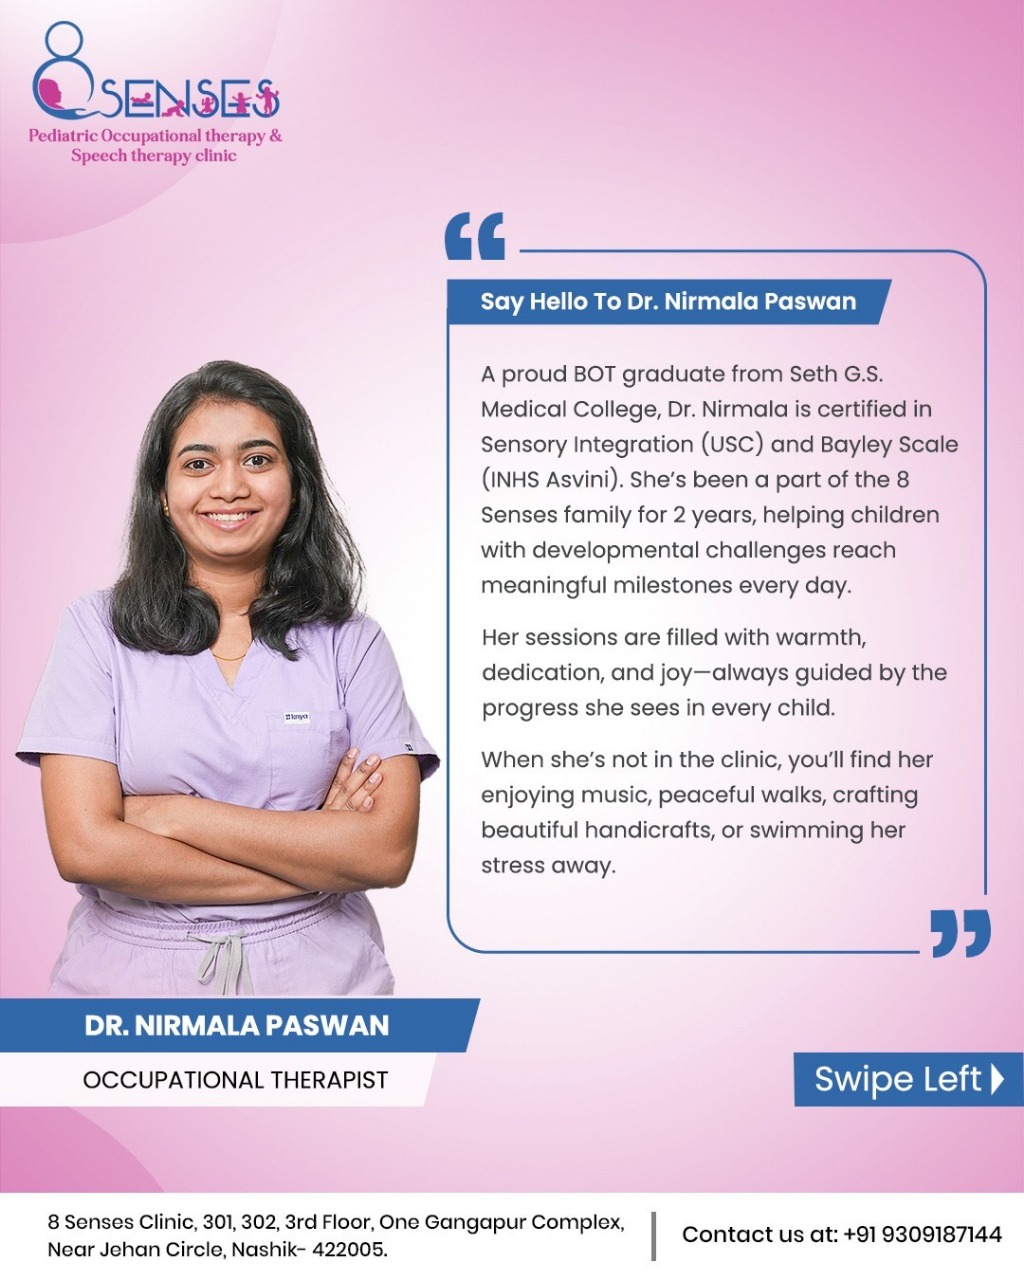 8 SENSES
Pediatric Occupational therapy &
Speech therapy clinic
Say Hello To Dr. Nirmala Paswan
A proud BOT graduate from Seth G.S.
Medical College, Dr. Nirmala is certified in
Sensory Integration (USC) and Bayley Scale
(INHS Asvini). She’s been a part of the 8
Senses family for 2 years, helping children
with developmental challenges reach
meaningful milestones every day.
Her sessions are filled with warmth,
dedication, and joy—always guided by the
progress she sees in every child.
When she’s not in the clinic, you’ll find her
enjoying music, peaceful walks, crafting
beautiful handicrafts, or swimming her
stress away.
DR. NIRMALA PASWAN
OCCUPATIONAL THERAPIST
Swipe Left
8 Senses Clinic, 301, 302, 3rd Floor, One Gangapur Complex,
Near Jehan Circle, Nashik- 422005.
Contact us at: +91 9309187144